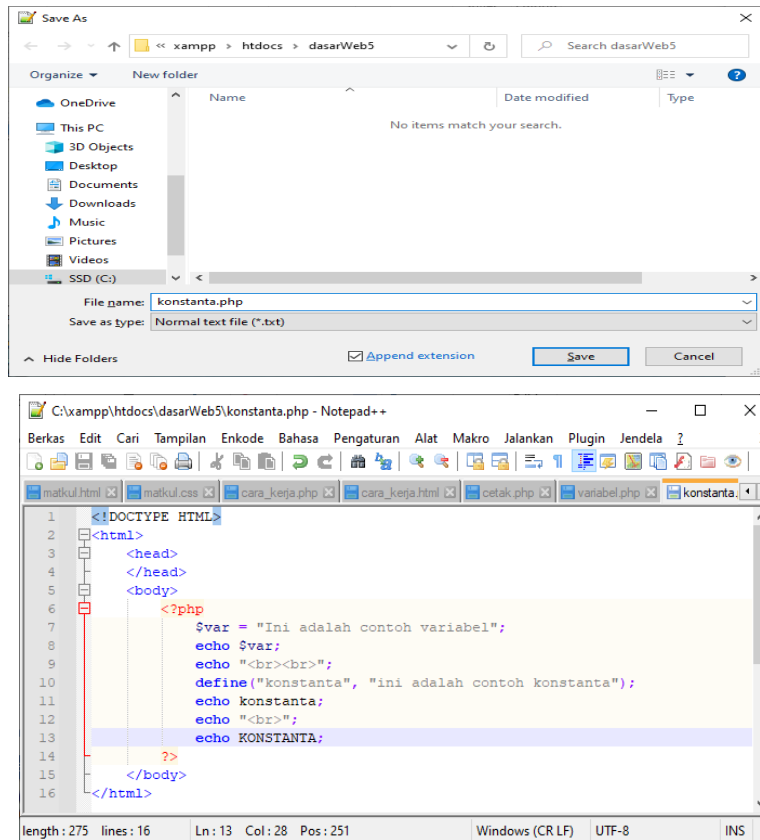 Save As
« xampp › htdocs › dasarWeb5
Search dasarWeb5
Organize
New folder
?
Name
Date modified
Type
No items match your search.
OneDrive
This PC
3D Objects
Desktop
Documents
Downloads
Music
Pictures
Videos
SSD (C:)
File name: konstanta.php
Save as type: Normal text file (*.txt)
Hide Folders
Append extension
Save
Cancel
C:\xampp\htdocs\dasarWeb5\konstanta.php - Notepad++
Berkas Edit Cari Tampilan Enkode Bahasa Pengaturan Alat Makro Jalankan Plugin Jendela ?
matkul.html matkul.css cara_kerja.php cara_kerja.html cetak.php variabel.php konstanta.
1 <!DOCTYPE HTML>
2 <html>
3 <head>
4 </head>
5 <body>
6 <?php
7 $var = "Ini adalah contoh variabel";
8 echo $var;
9 echo "<br><br>";
10 define("konstanta", "ini adalah contoh konstanta");
11 echo konstanta;
12 echo "<br>";
13 echo KONSTANTA;
14 ?>
15 </body>
16 </html>
length : 275 lines : 16 Ln : 13 Col : 28 Pos : 251 Windows (CR LF) UTF-8 INS